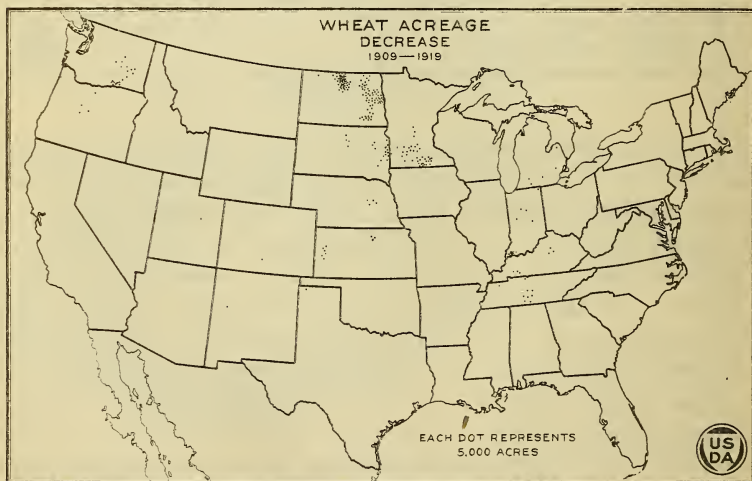 WHEAT ACREAGE
DECREASE
1909—1919
EACH DOT REPRESENTS
5,000 ACRES
US
DA